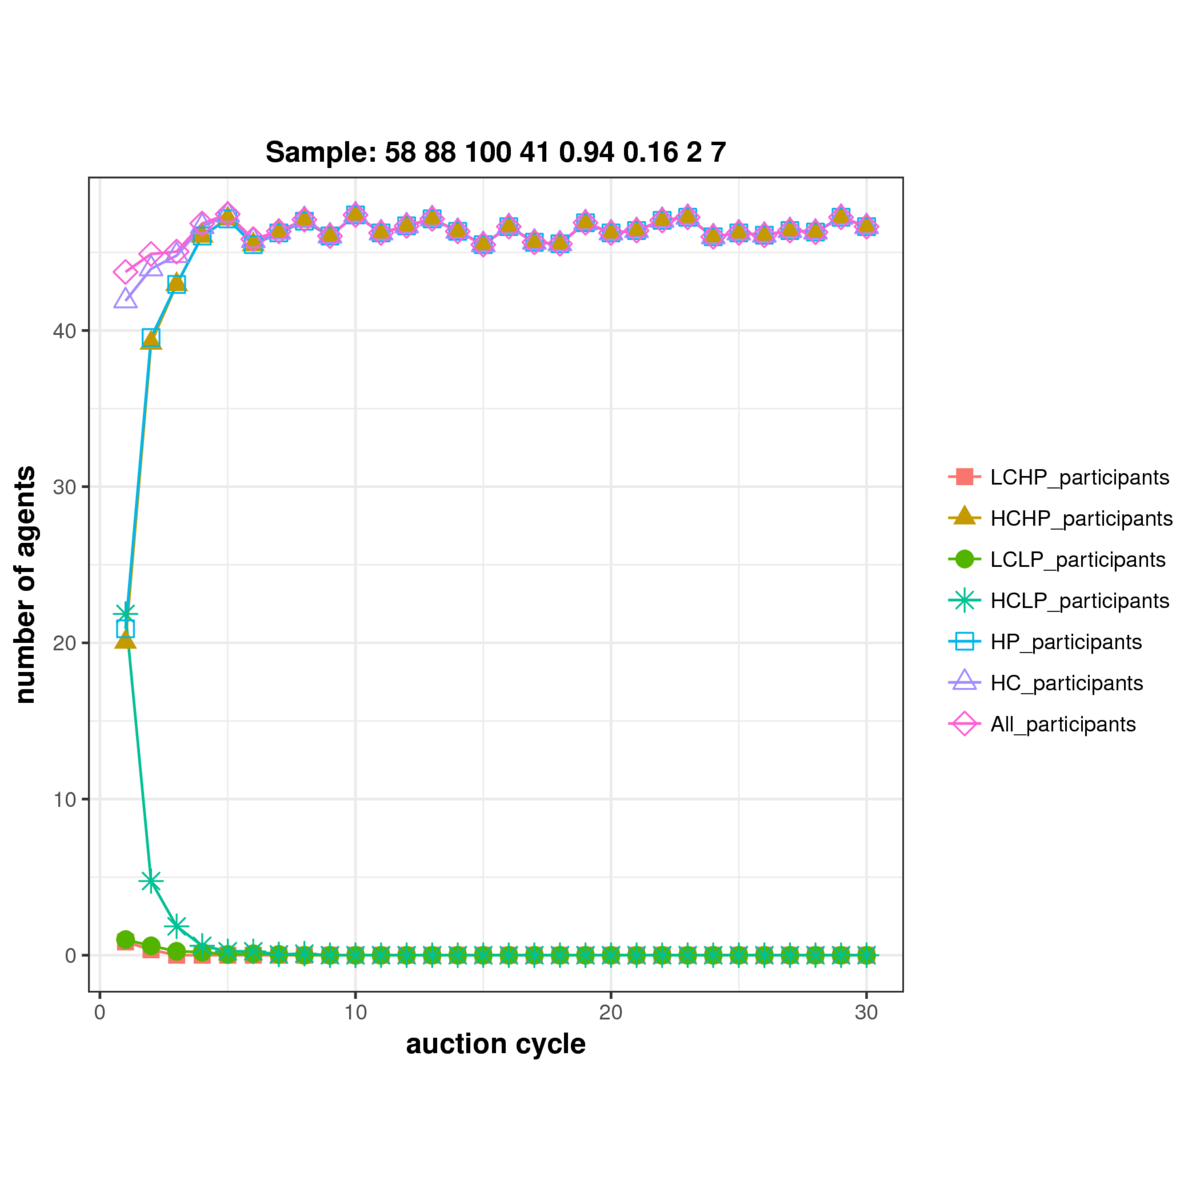 Sample: 58 88 100 41 0.94 0.16 2 7
number of agents
40
30
20
10
0
0 10 20 30
auction cycle
LCHP_participants
HCHP_participants
LCLP_participants
HCLP_participants
HP_participants
HC_participants
All_participants